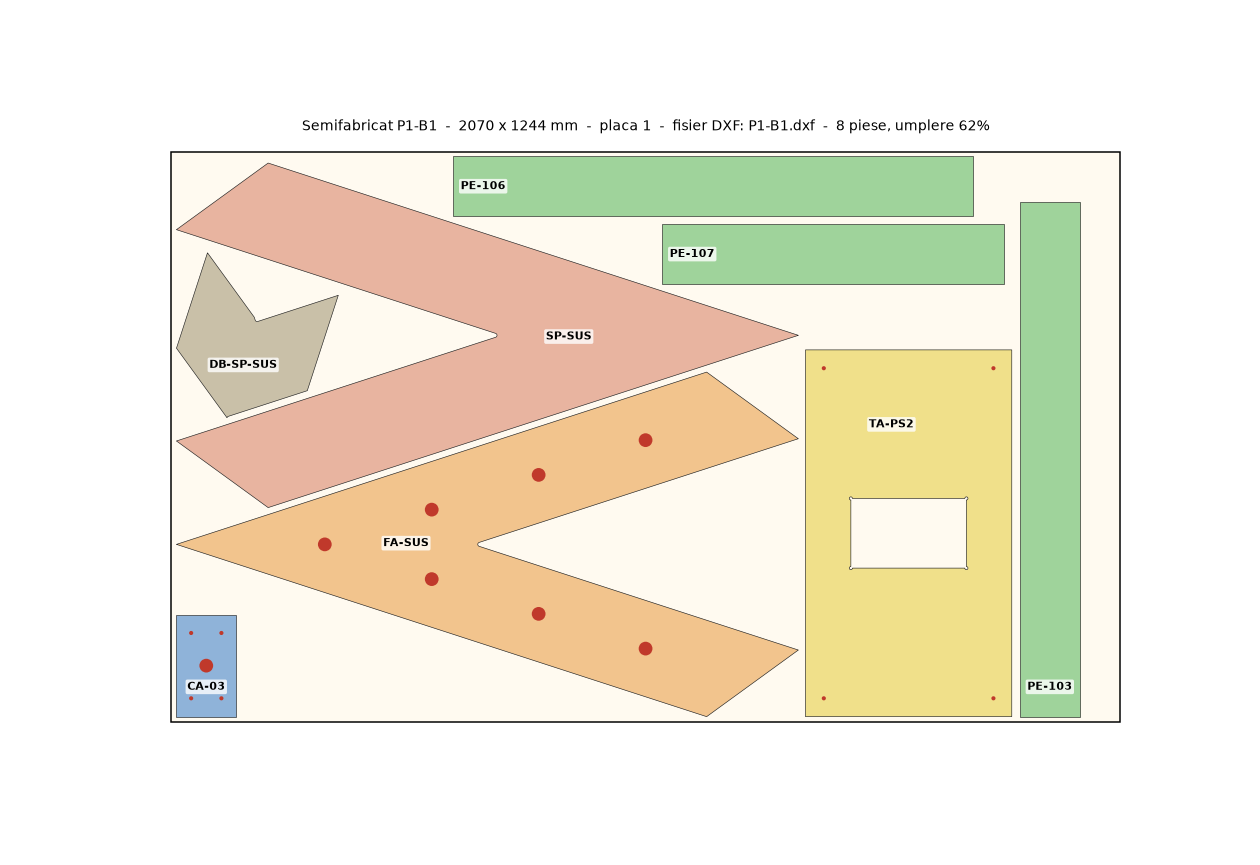 Semifabricat P1-B1 - 2070 x 1244 mm - placa 1 - fisier DXF: P1-B1.dxf - 8 piese, umplere 62%
PE-106
PE-107
SP-SUS
DB-SP-SUS
TA-PS2
FA-SUS
CA-03
PE-103